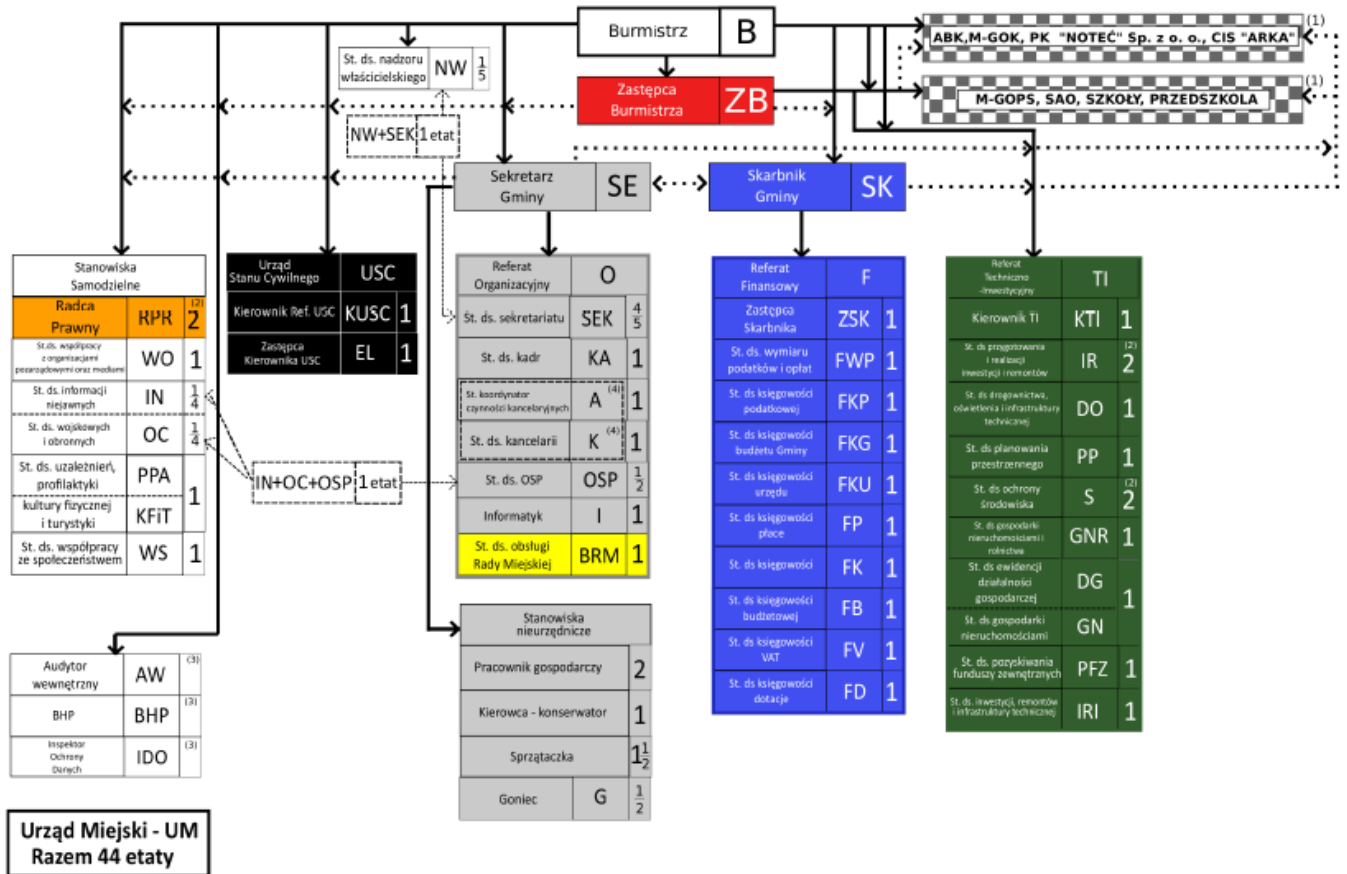 Burmistrz B
Zastępca
Burmistrza ZB
ABK,M-GOK, PK "NOTEĆ" Sp. z o. o., CIS "ARKA" (1)
M-GOPS, SAO, SZKOŁY, PRZEDSZKOLA (1)
St. ds. nadzoru
właścicielskiego NW 1/5
NW+SEK 1 etat
Sekretarz
Gminy SE
Skarbnik
Gminy SK
Stanowiska
Samodzielne
Radca
Prawny RPR 2 (2)
St.ds. współpracy
z organizacjami
pozarządowymi oraz mediami WO 1
St. ds. informacji
niejawnych IN 1/4
St. ds. wojskowych
i obronnych OC 1/4
St. ds. uzależnień,
profilaktyki PPA
kultury fizycznej
i turystyki KFiT 1
St. ds. współpracy
ze społeczeństwem WS 1
Audytor
wewnętrzny AW (3)
BHP BHP (3)
Inspektor
Ochrony
Danych IDO (3)
Urząd Miejski - UM
Razem 44 etaty
Urząd
Stanu Cywilnego USC
Kierownik Ref. USC KUSC 1
Zastępca
Kierownika USC EL 1
IN+OC+OSP 1 etat
Referat
Organizacyjny O
St. ds. sekretariatu SEK 4/5
St. ds. kadr KA 1
St. koordynator
czynności kancelaryjnych A (4) 1
St. ds. kancelarii K (4) 1
St. ds. OSP OSP 1/2
Informatyk I 1
St. ds. obsługi
Rady Miejskiej BRM 1
Stanowiska
nieurzędnicze
Pracownik gospodarczy 2
Kierowca - konserwator 1
Sprzątaczka 1 1/2
Goniec G 1/2
Referat
Finansowy F
Zastępca
Skarbnika ZSK 1
St. ds. wymiaru
podatków i opłat FWP 1
St. ds księgowości
podatkowej FKP 1
St. ds księgowości
budżetu Gminy FKG 1
St. ds księgowości
urzędu FKU 1
St. ds księgowości
płace FP 1
St. ds księgowości FK 1
St. ds księgowości
budżetowej FB 1
St. ds księgowości
VAT FV 1
St. ds księgowości
dotacje FD 1
Referat
Techniczno
-Inwestycyjny TI
Kierownik TI KTI 1
St. ds przygotowania
i realizacji
inwestycji i remontów IR 2 (2)
St. ds drogownictwa,
oświetlenia i infrastruktury
technicznej DO 1
St. ds planowania
przestrzennego PP 1
St. ds ochrony
środowiska S 2 (2)
St. ds gospodarki
nieruchomościami i
rolnictwa GNR 1
St. ds ewidencji
działalności
gospodarczej DG 1
St. ds gospodarki
nieruchomościami GN
St. ds. pozyskiwania
funduszy zewnętrznych PFZ 1
St. ds. inwestycji, remontów
i infrastruktury technicznej IRI 1